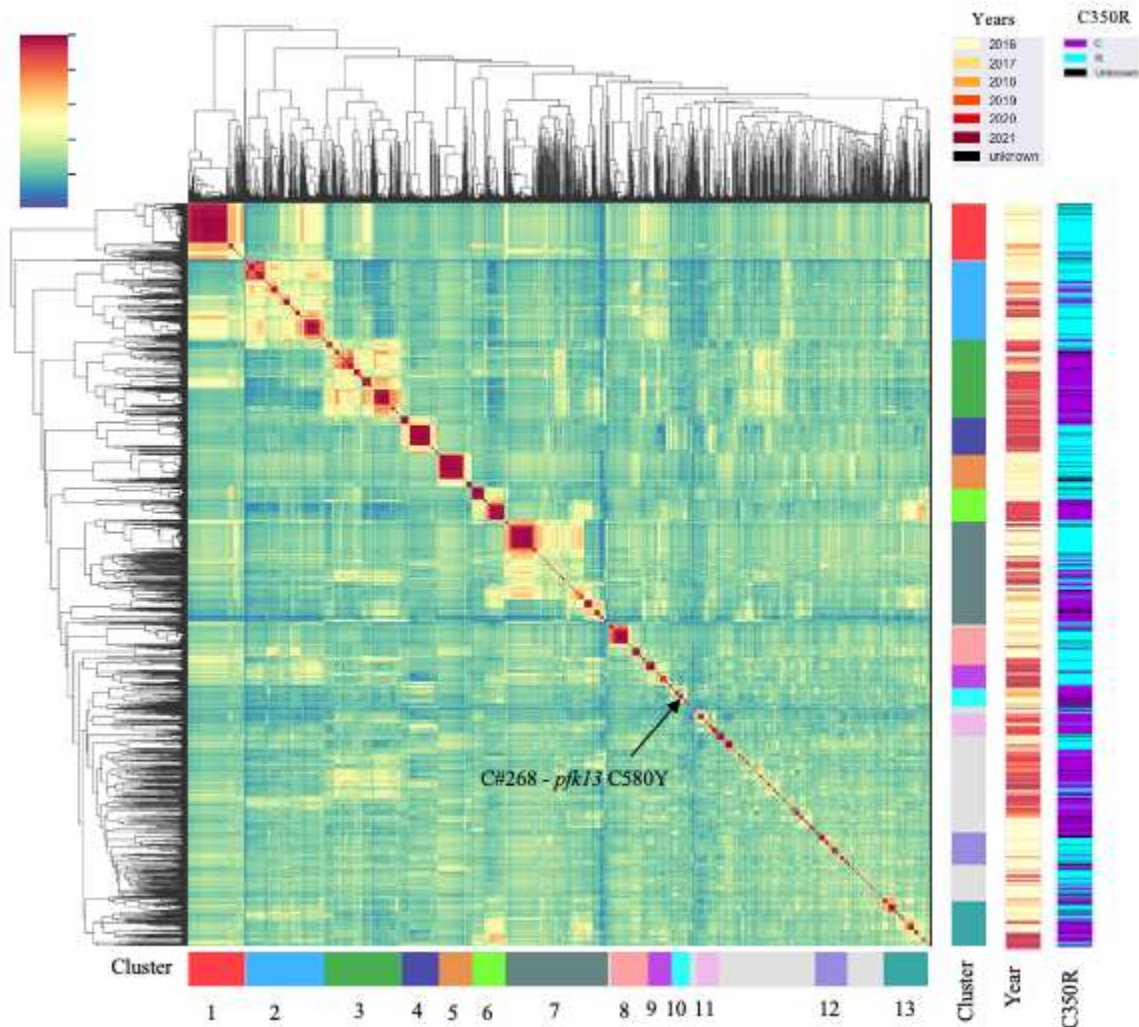 Years
2016
2017
2018
2019
2020
2021
unknown
C350R
C
R
Unknown
C#268 - pfk13 C580Y
Cluster
1 2 3 4 5 6 7 8 9 10 11 12 13
Cluster
Year
C350R